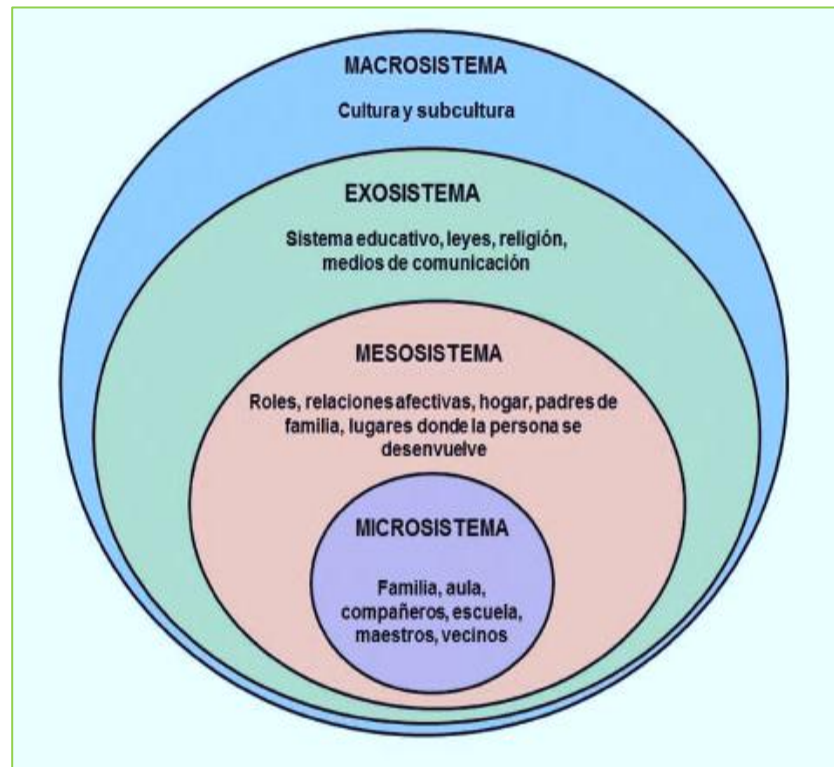 MACROSISTEMA
Cultura y subcultura
EXOSISTEMA
Sistema educativo, leyes, religión,
medios de comunicación
MESOSISTEMA
Roles, relaciones afectivas, hogar, padres de
familia, lugares donde la persona se
desenvuelve
MICROSISTEMA
Familia, aula,
compañeros, escuela,
maestros, vecinos